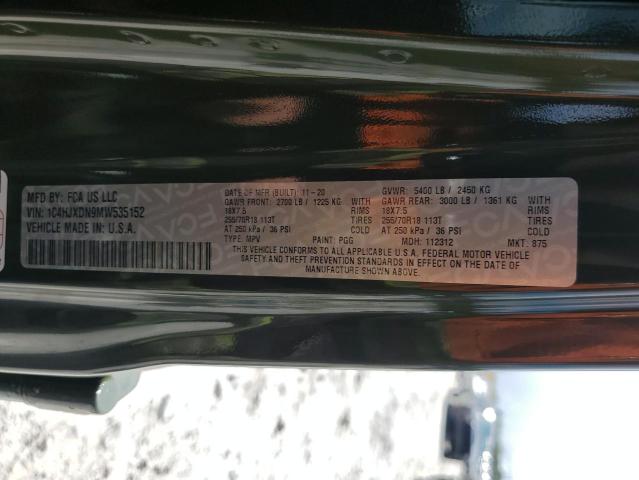 MFD BY: FCA US LLC
DATE OF MFR (BUILT): 11-20
GVWR: 5400 LB / 2450 KG
VIN: 1C4HJXDN9MW535152
GAWR FRONT: 2700 LB / 1225 KG
GAWR REAR: 3000 LB / 1361 KG
VEHICLE MADE IN: U.S.A.
18X7.5 RIMS
18X7.5 RIMS
255/70R18 113T TIRES
255/70R18 113T TIRES
AT 250 kPa / 36 PSI COLD
AT 250 kPa / 36 PSI COLD
TYPE: MPV PAINT: PGG MDH: 112312 MKT: 875
THIS VEHICLE CONFORMS TO ALL APPLICABLE U.S.A. FEDERAL MOTOR VEHICLE
SAFETY AND THEFT PREVENTION STANDARDS IN EFFECT ON THE DATE OF
MANUFACTURE SHOWN ABOVE.